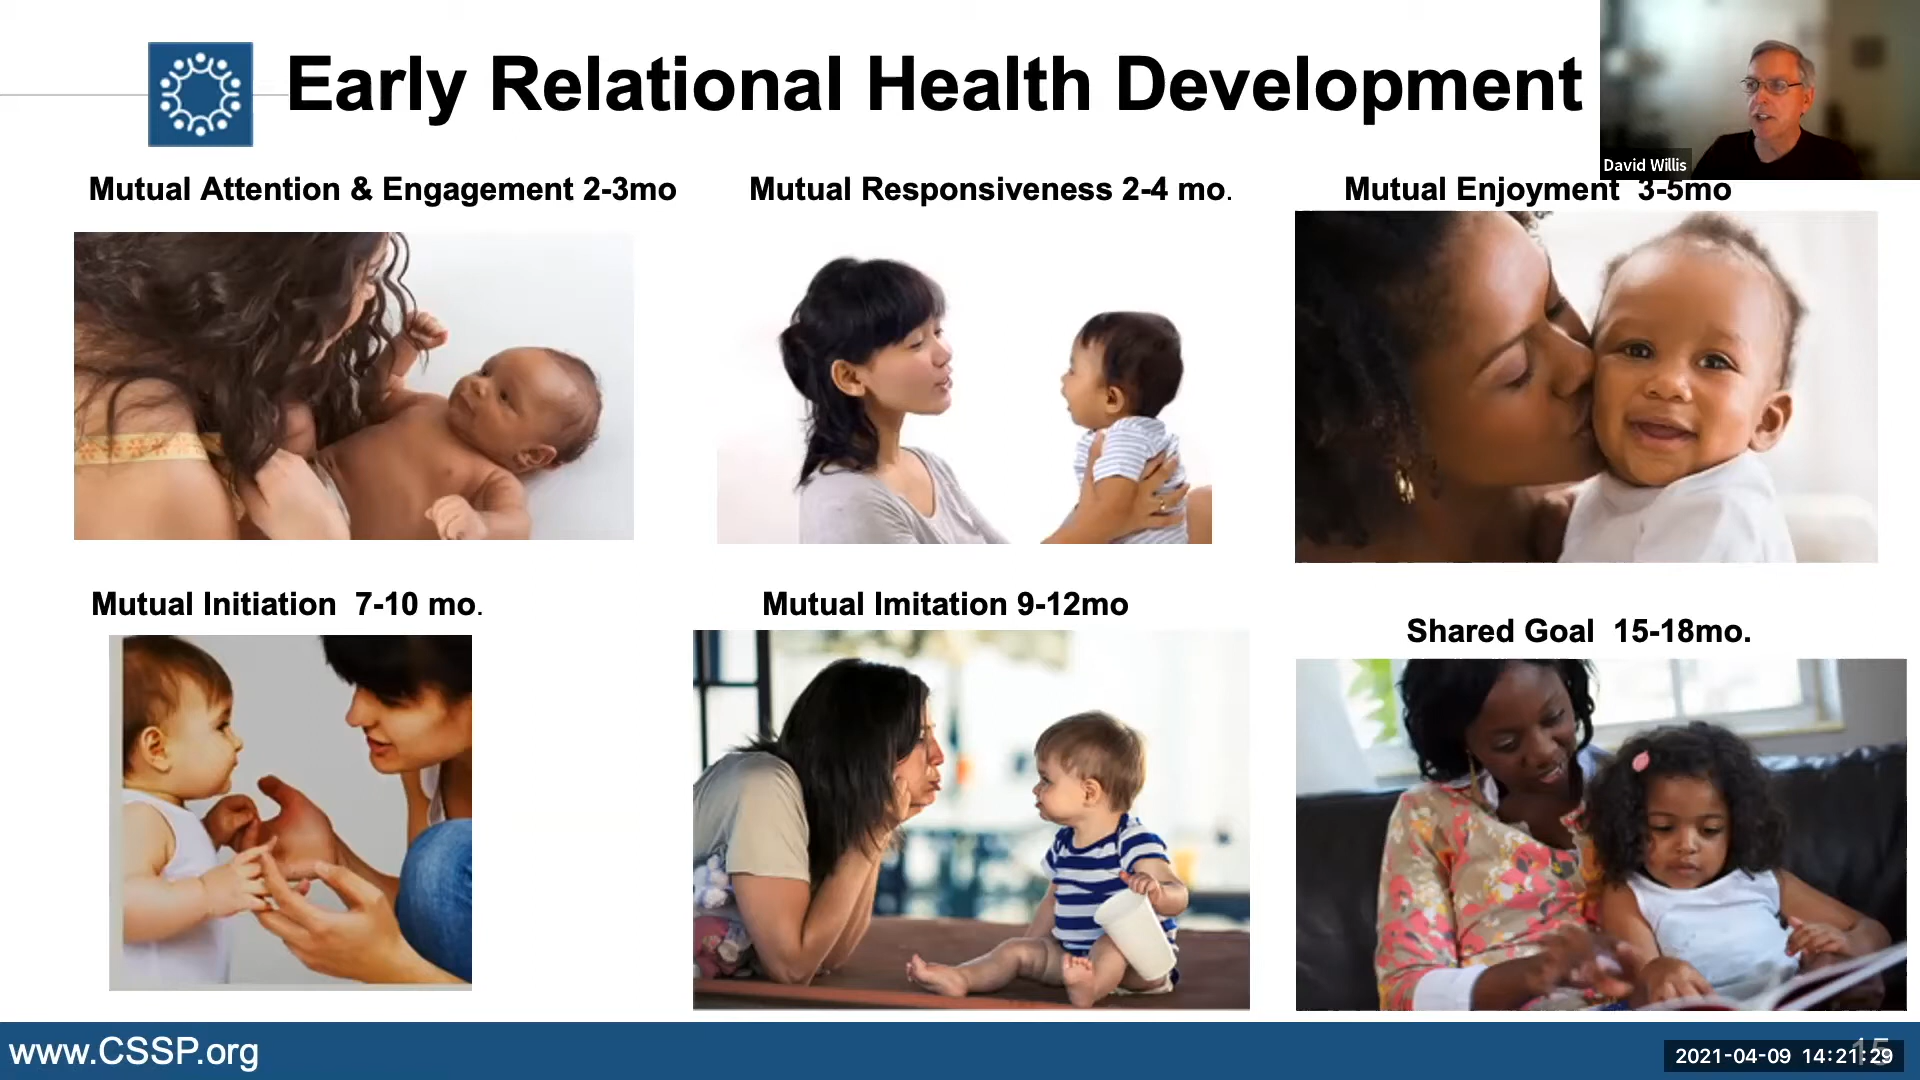 Early Relational Health Development
David Willis
Mutual Attention & Engagement 2-3mo
Mutual Responsiveness 2-4 mo.
Mutual Enjoyment 3-5mo
Mutual Initiation 7-10 mo.
Mutual Imitation 9-12mo
Shared Goal 15-18mo.
www.CSSP.org
15
2021-04-09 14:21:29